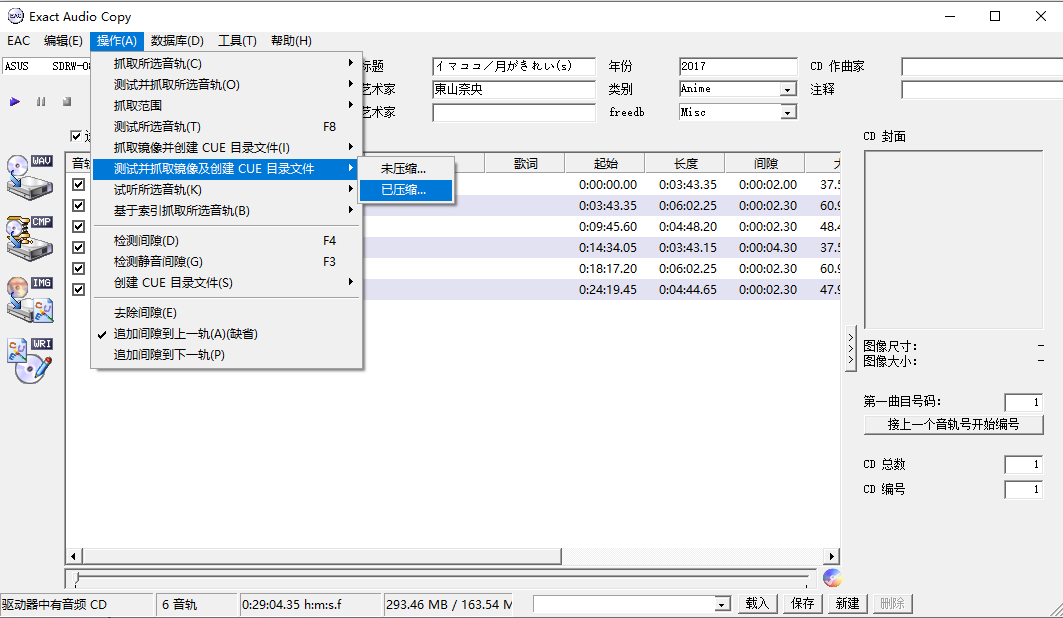 Exact Audio Copy
EAC 编辑(E) 操作(A) 数据库(D) 工具(T) 帮助(H)
ASUS SDRW-08
抓取所选音轨(C)
测试并抓取所选音轨(O)
抓取范围
测试所选音轨(T) F8
抓取镜像并创建 CUE 目录文件(I)
测试并抓取镜像及创建 CUE 目录文件
试听所选音轨(K)
基于索引抓取所选音轨(B)
检测间隙(D) F4
检测静音间隙(G) F3
创建 CUE 目录文件(S)
去除间隙(E)
追加间隙到上一轨(A)(缺省)
追加间隙到下一轨(P)
未压缩...
已压缩...
标题 イマココ／月がきれい(s) 年份 2017 CD 作曲家
艺术家 東山奈央 类别 Anime 注释
艺术家 freedb Misc
CD 封面
WAV
CMP
IMG
WRI
音轨 歌词 起始 长度 间隙
0:00:00.00 0:03:43.35 0:00:02.00 37.5
0:03:43.35 0:06:02.25 0:00:02.30 60.9
0:09:45.60 0:04:48.20 0:00:02.30 48.4
0:14:34.05 0:03:43.15 0:00:04.30 37.5
0:18:17.20 0:06:02.25 0:00:02.30 60.9
0:24:19.45 0:04:44.65 0:00:02.30 47.9
图像尺寸: -
图像大小: -
第一曲目号码: 1
接上一个音轨号开始编号
CD 总数 1
CD 编号 1
驱动器中有音频 CD 6 音轨 0:29:04.35 h:m:s.f 293.46 MB / 163.54 M 载入 保存 新建 删除